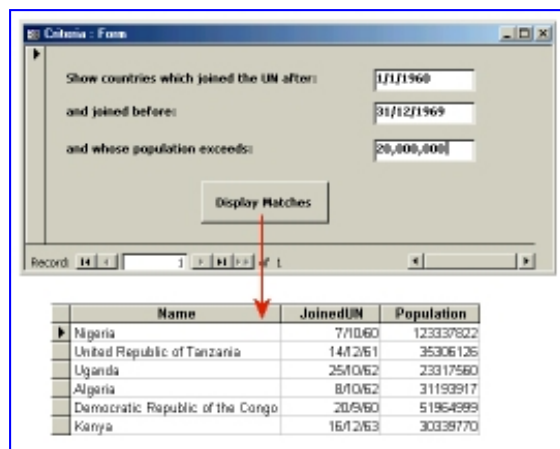 Criteria : Form
Show countries which joined the UN after: 1/1/1960
and joined before: 31/12/1969
and whose population exceeds: 20,000,000
Display Matches
Record: 1 of 1
Name JoinedUN Population
Nigeria 7/10/60 123337822
United Republic of Tanzania 14/12/61 35306126
Uganda 25/10/62 23317560
Algeria 8/10/62 31193917
Democratic Republic of the Congo 20/9/60 51964999
Kenya 16/12/63 30339770